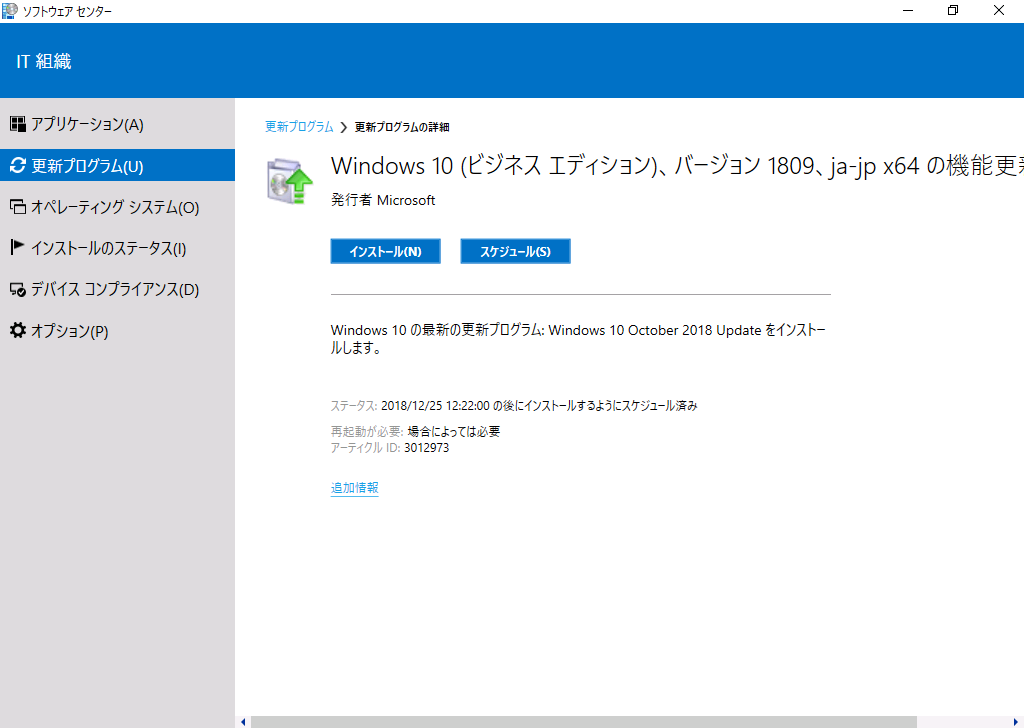 ソフトウェア センター
IT 組織
アプリケーション(A)
更新プログラム(U)
オペレーティング システム(O)
インストールのステータス(I)
デバイス コンプライアンス(D)
オプション(P)
更新プログラム 更新プログラムの詳細
Windows 10 (ビジネス エディション)、バージョン 1809、ja-jp x64 の機能更新
発行者 Microsoft
インストール(N) スケジュール(S)
Windows 10 の最新の更新プログラム: Windows 10 October 2018 Update をインストー
ルします。
ステータス: 2018/12/25 12:22:00 の後にインストールするようにスケジュール済み
再起動が必要: 場合によっては必要
アーティクル ID: 3012973
追加情報